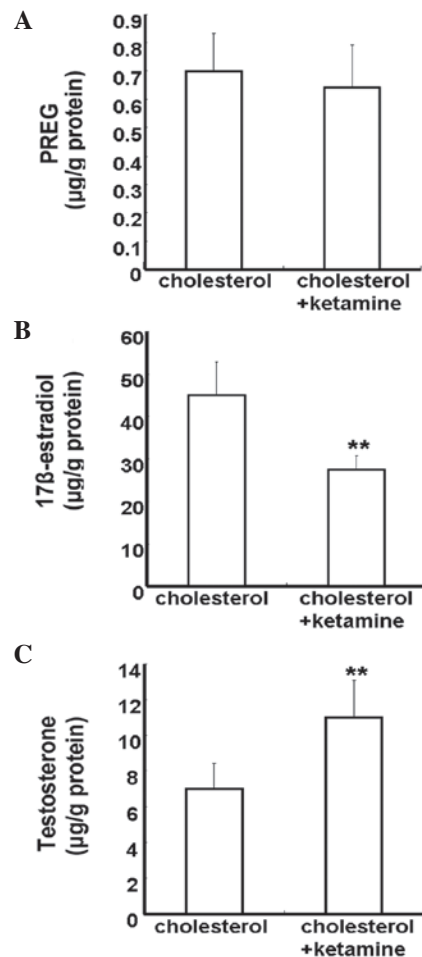 A
PREG
(µg/g protein)
0.9
0.8
0.7
0.6
0.5
0.4
0.3
0.2
0.1
0
cholesterol
cholesterol
+ketamine
B
17ß-estradiol
(µg/g protein)
60
50
40
30
20
10
0
**
cholesterol
cholesterol
+ketamine
C
Testosterone
(µg/g protein)
14
12
10
8
6
4
2
0
**
cholesterol
cholesterol
+ketamine